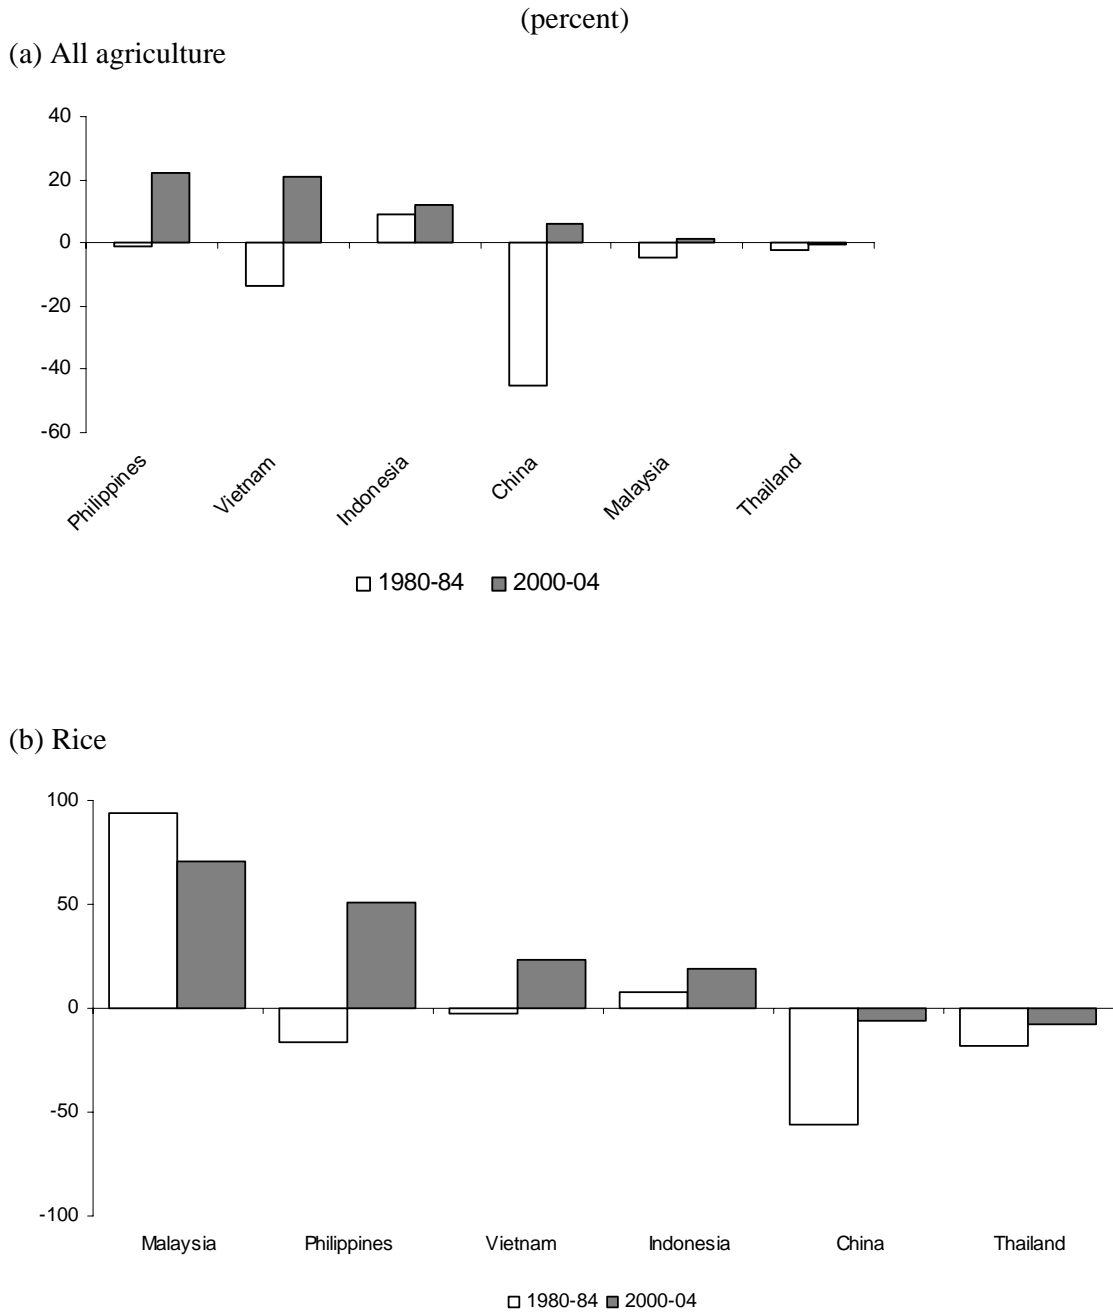 (percent)
(a) All agriculture
40
20
0
-20
-40
-60
Philippines
Vietnam
Indonesia
China
Malaysia
Thailand
1980-84 2000-04
(b) Rice
100
50
0
-50
-100
Malaysia Philippines Vietnam Indonesia China Thailand
1980-84 2000-04